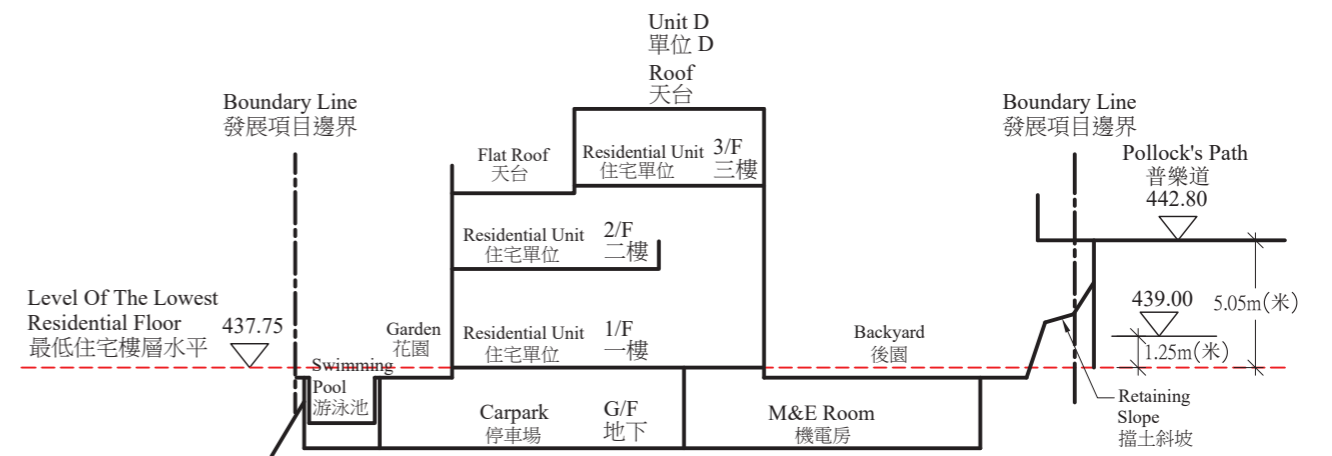 Unit D
單位 D
Roof
天台
Boundary Line
發展項目邊界
Boundary Line
發展項目邊界
Flat Roof
天台
Residential Unit 3/F
住宅單位 三樓
Pollock's Path
普樂道
442.80
Residential Unit 2/F
住宅單位 二樓
Level Of The Lowest
Residential Floor
最低住宅樓層水平
437.75
Garden
花園
Residential Unit 1/F
住宅單位 一樓
Backyard
後園
439.00
5.05m(米)
1.25m(米)
Swimming
Pool
游泳池
Carpark G/F
停車場 地下
M&E Room
機電房
Retaining
Slope
擋土斜坡